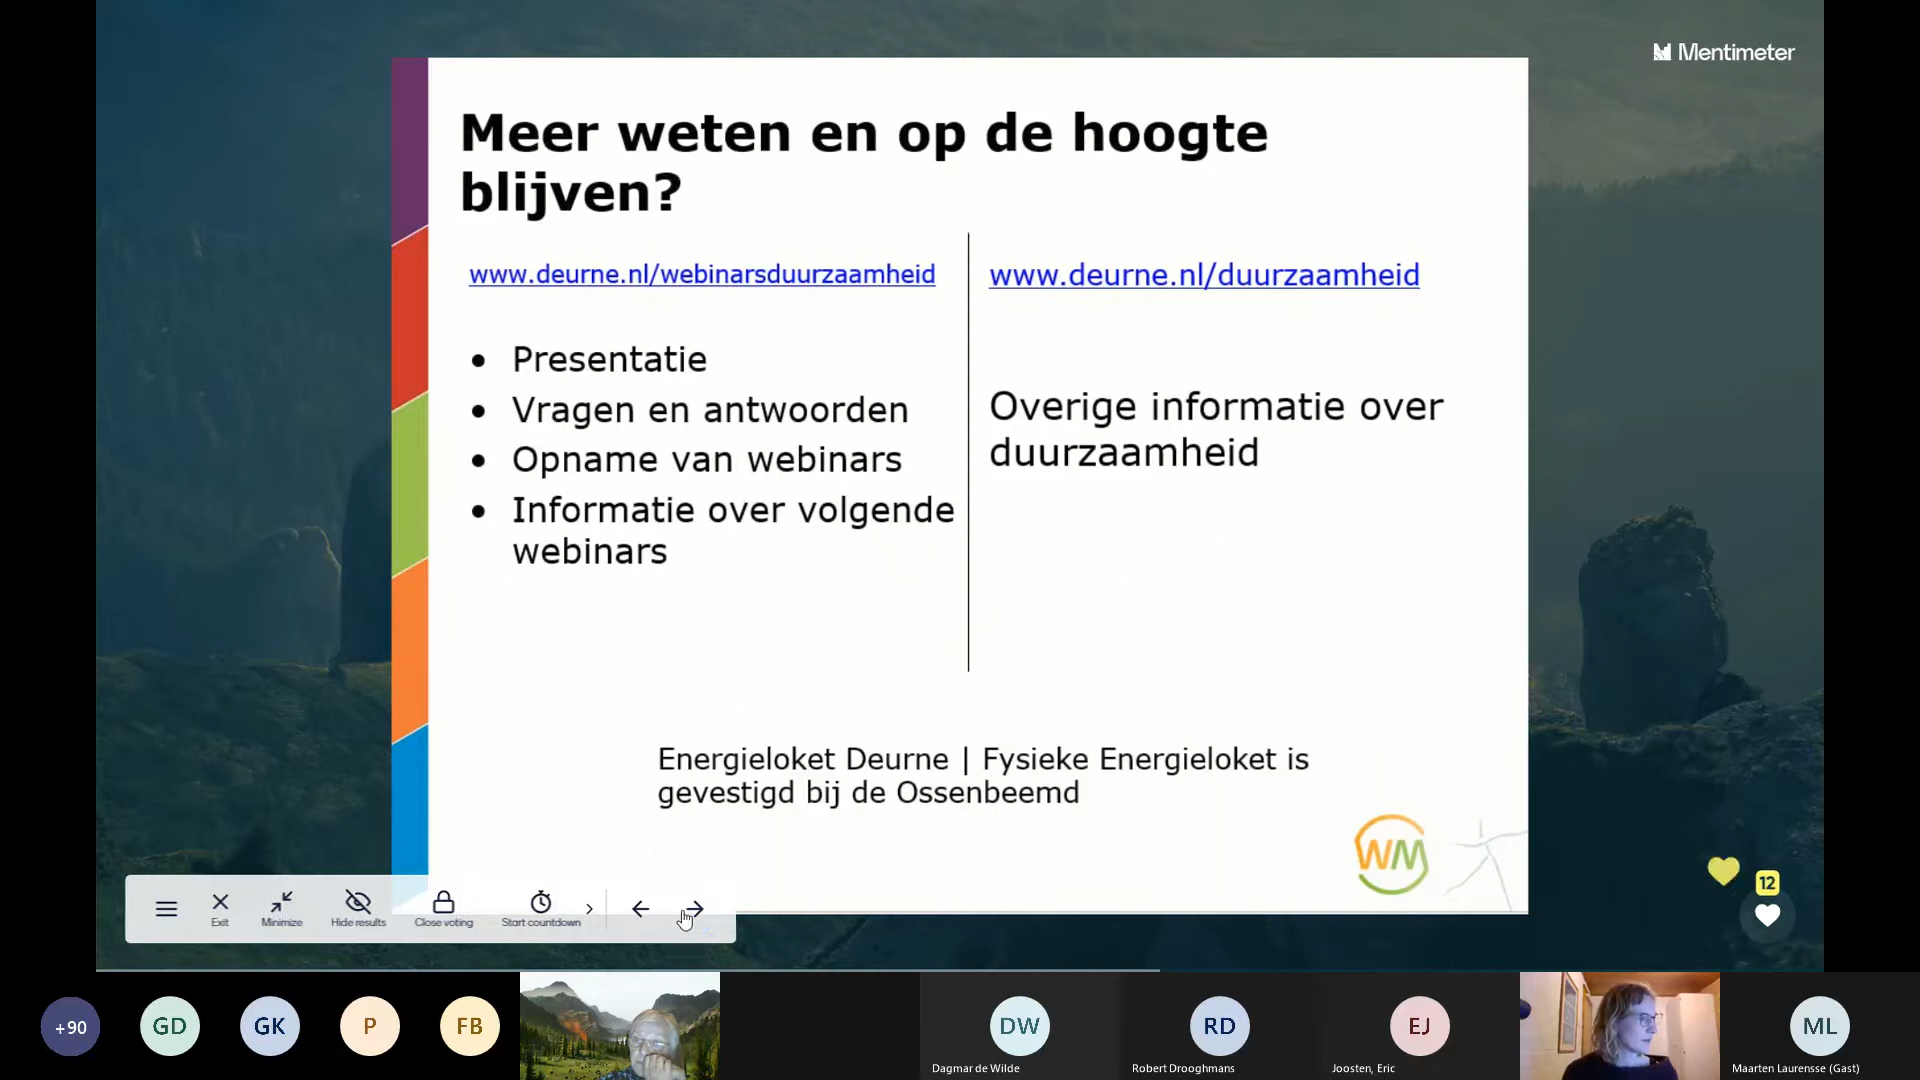 Mentimeter
Meer weten en op de hoogte
blijven?
www.deurne.nl/webinarsduurzaamheid
• Presentatie
• Vragen en antwoorden
• Opname van webinars
• Informatie over volgende
webinars
www.deurne.nl/duurzaamheid
Overige informatie over
duurzaamheid
Energieloket Deurne | Fysieke Energieloket is
gevestigd bij de Ossenbeemd
WM
12
Exit
Minimize
Hide results
Close voting
Start countdown
+90
GD
GK
P
FB
DW
Dagmar de Wilde
RD
Robert Drooghmans
EJ
Joosten, Eric
ML
Maarten Laurensse (Gast)